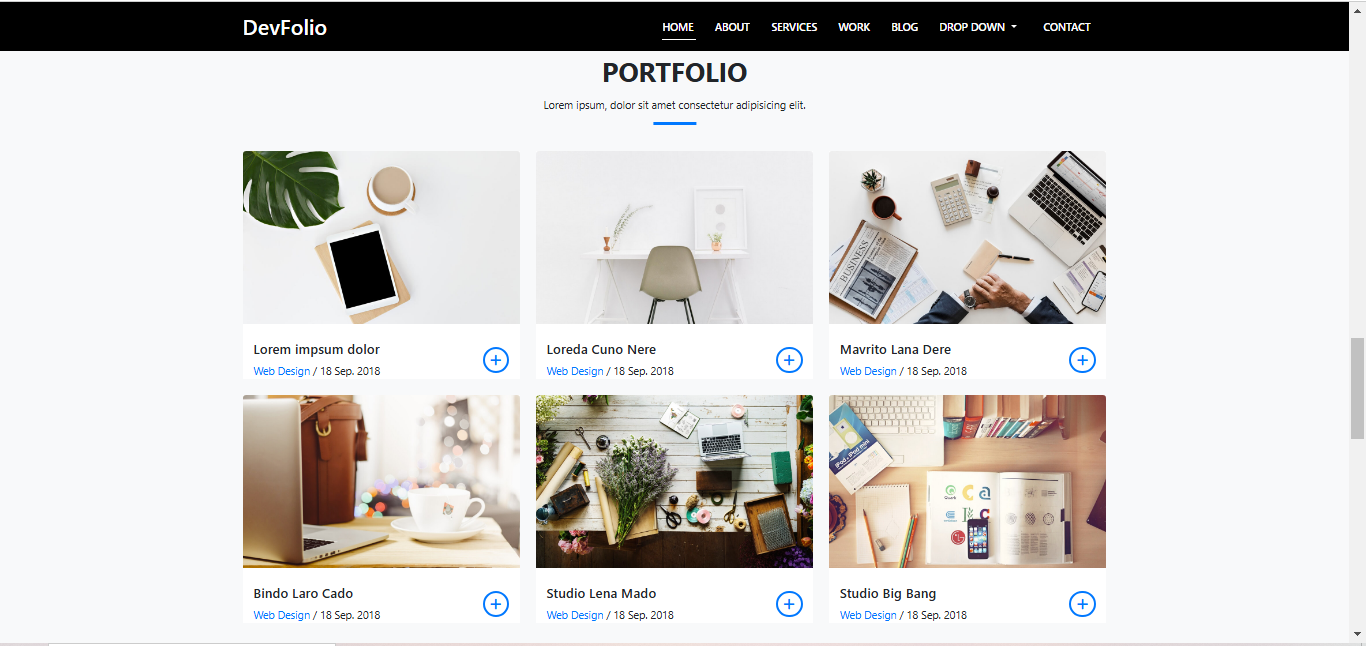 DevFolio
HOME ABOUT SERVICES WORK BLOG DROP DOWN CONTACT
PORTFOLIO
Lorem ipsum, dolor sit amet consectetur adipisicing elit.
BUSINESS
Lorem impsum dolor
Web Design / 18 Sep. 2018
Loreda Cuno Nere
Web Design / 18 Sep. 2018
Mavrito Lana Dere
Web Design / 18 Sep. 2018
Bindo Laro Cado
Web Design / 18 Sep. 2018
Studio Lena Mado
Web Design / 18 Sep. 2018
Studio Big Bang
Web Design / 18 Sep. 2018